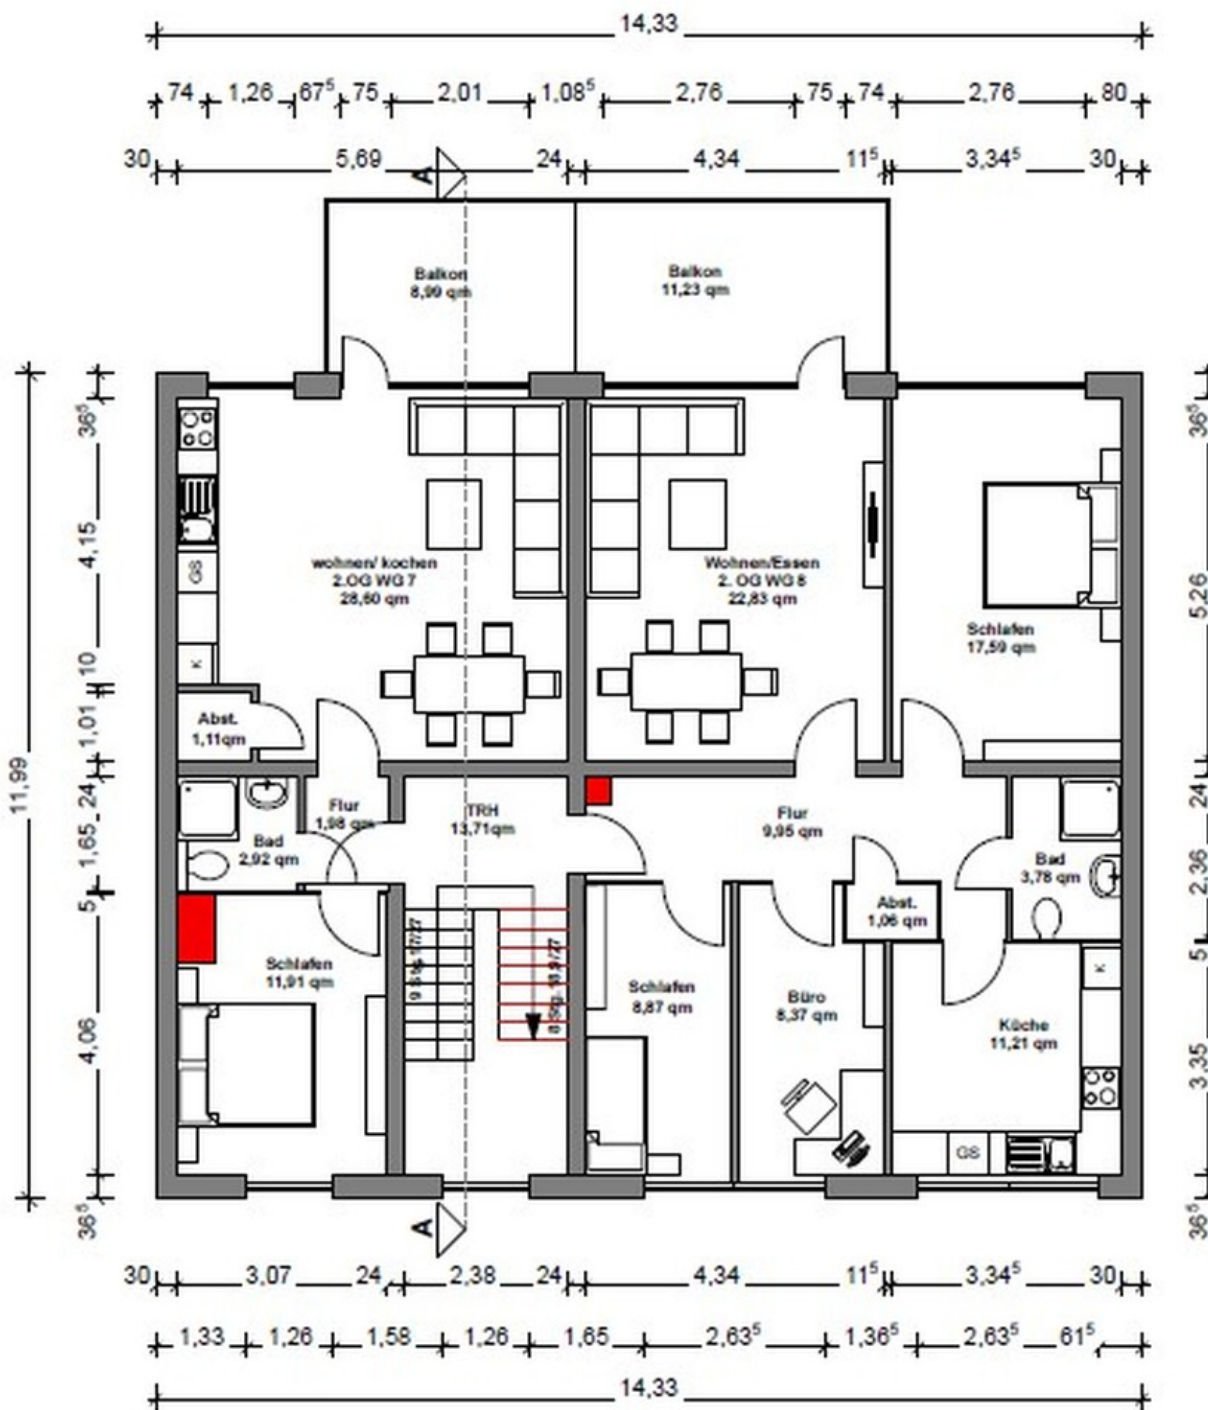 14,33
74 1,26 67⁵ 75 2,01 1,08⁵ 2,76 75 74 2,76 80
30 5,69 24 4,34 11⁵ 3,34⁵ 30
A
Balkon
8,99 qm
Balkon
11,23 qm
36⁵
4,15
10
1,01
24
1,65
5
4,06
36⁵
11,99
GS
K
wohnen/ kochen
2.OG WG 7
28,60 qm
Wohnen/Essen
2. OG WG 8
22,83 qm
Schlafen
17,59 qm
36⁵
5,26
24
2,36
5
3,35
36⁵
Abst.
1,11qm
Flur
1,98 qm
Bad
2,92 qm
TRH
13,71qm
Flur
9,95 qm
Bad
3,78 qm
Abst.
1,06 qm
Schlafen
11,91 qm
9 Stg. 17/27
Schlafen
8,87 qm
Büro
8,37 qm
Küche
11,21 qm
K
GS
A
30 3,07 24 2,38 24 4,34 11⁵ 3,34⁵ 30
1,33 1,26 1,58 1,26 1,65 2,63⁵ 1,36⁵ 2,63⁵ 61⁵
14,33